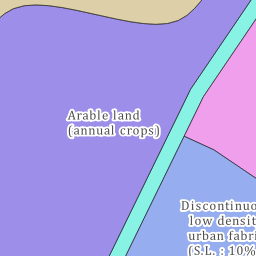 Arable land
(annual crops)
Discontinuo
low densit
urban fabri
(S.L. : 10%